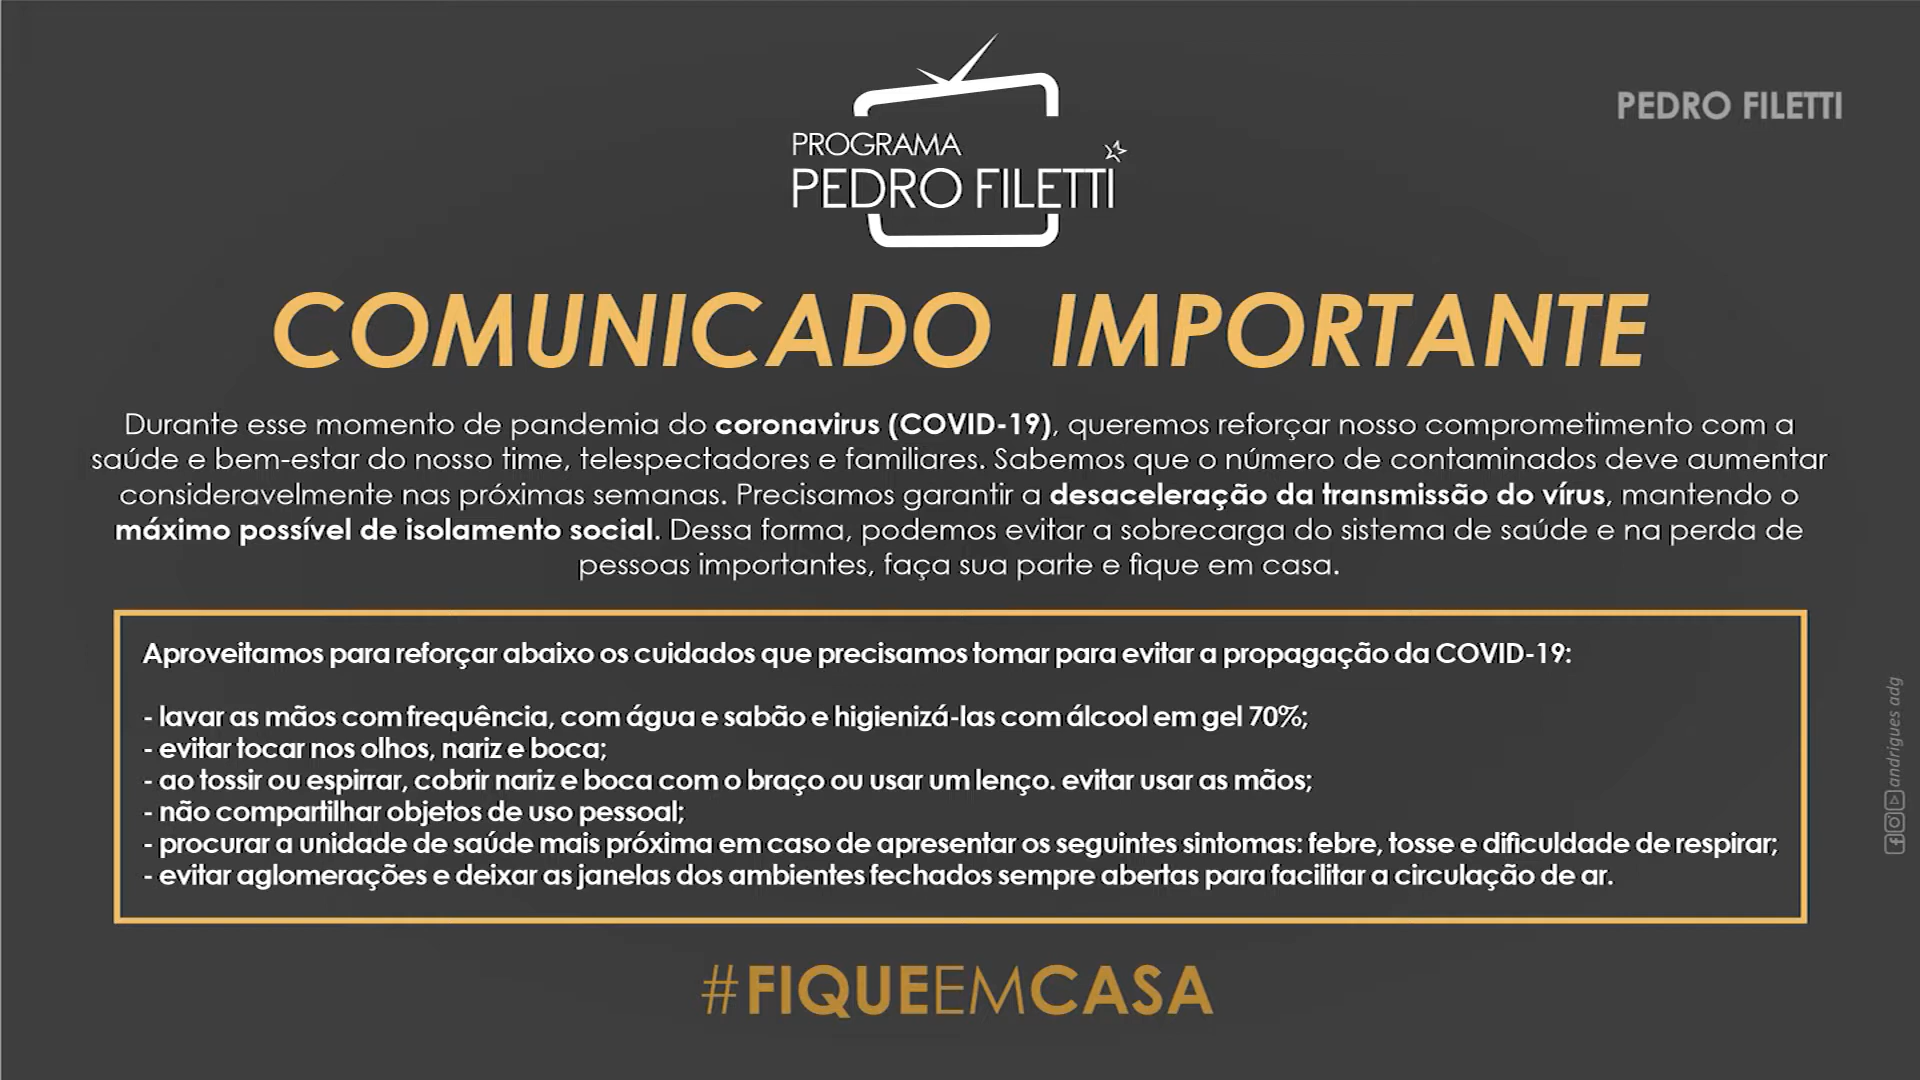 PROGRAMA
PEDRO FILETTI
PEDRO FILETTI
COMUNICADO IMPORTANTE
Durante esse momento de pandemia do coronavirus (COVID-19), queremos reforçar nosso comprometimento com a
saúde e bem-estar do nosso time, telespectadores e familiares. Sabemos que o número de contaminados deve aumentar
consideravelmente nas próximas semanas. Precisamos garantir a desaceleração da transmissão do vírus, mantendo o
máximo possível de isolamento social. Dessa forma, podemos evitar a sobrecarga do sistema de saúde e na perda de
pessoas importantes, faça sua parte e fique em casa.
Aproveitamos para reforçar abaixo os cuidados que precisamos tomar para evitar a propagação da COVID-19:
- lavar as mãos com frequência, com água e sabão e higienizá-las com álcool em gel 70%;
- evitar tocar nos olhos, nariz e boca;
- ao tossir ou espirrar, cobrir nariz e boca com o braço ou usar um lenço. evitar usar as mãos;
- não compartilhar objetos de uso pessoal;
- procurar a unidade de saúde mais próxima em caso de apresentar os seguintes sintomas: febre, tosse e dificuldade de respirar;
- evitar aglomerações e deixar as janelas dos ambientes fechados sempre abertas para facilitar a circulação de ar.
#FIQUEEMCASA
andrigues adg